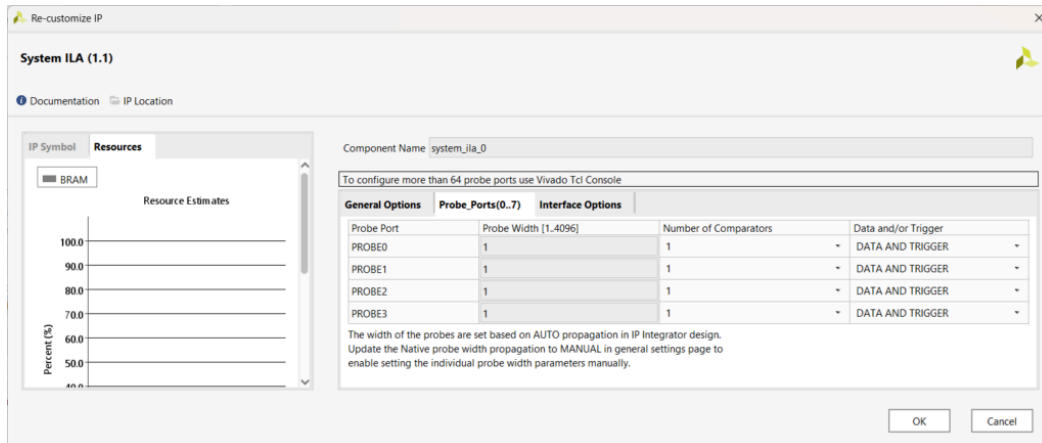 Re-customize IP
System ILA (1.1)
Documentation IP Location
IP Symbol Resources
BRAM
Resource Estimates
100.0
90.0
80.0
70.0
60.0
50.0
40.0
Percent (%)
Component Name system_ila_0
To configure more than 64 probe ports use Vivado Tcl Console
General Options Probe_Ports(0..7) Interface Options
Probe Port Probe Width [1..4096] Number of Comparators Data and/or Trigger
PROBE0 1 1 DATA AND TRIGGER
PROBE1 1 1 DATA AND TRIGGER
PROBE2 1 1 DATA AND TRIGGER
PROBE3 1 1 DATA AND TRIGGER
The width of the probes are set based on AUTO propagation in IP Integrator design.
Update the Native probe width propagation to MANUAL in general settings page to
enable setting the individual probe width parameters manually.
OK Cancel